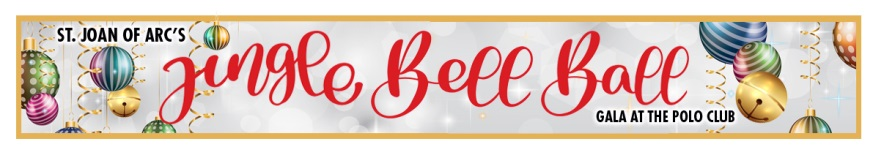 ST. JOAN OF ARC'S
Jingle Bell Ball
GALA AT THE POLO CLUB